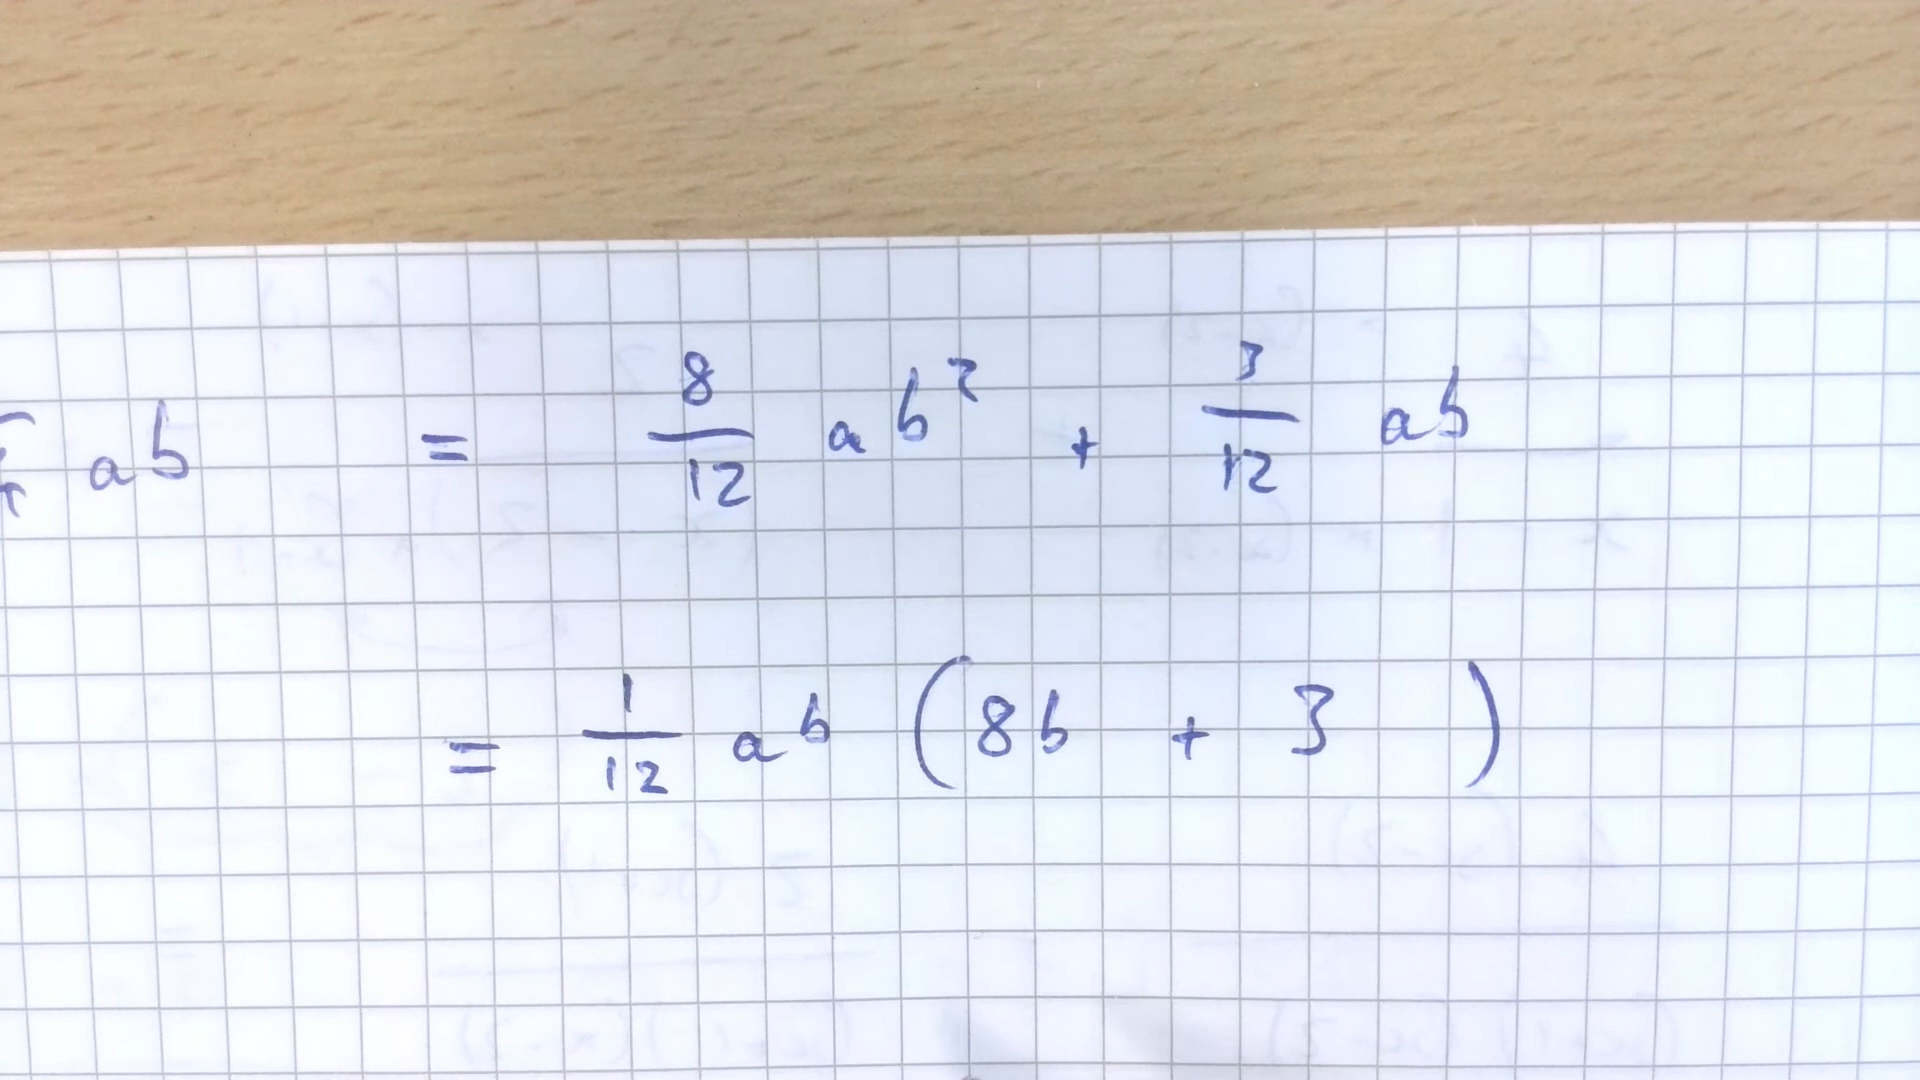 ab = 8/12 ab² + 3/12 ab
= 1/12 ab (8b + 3)